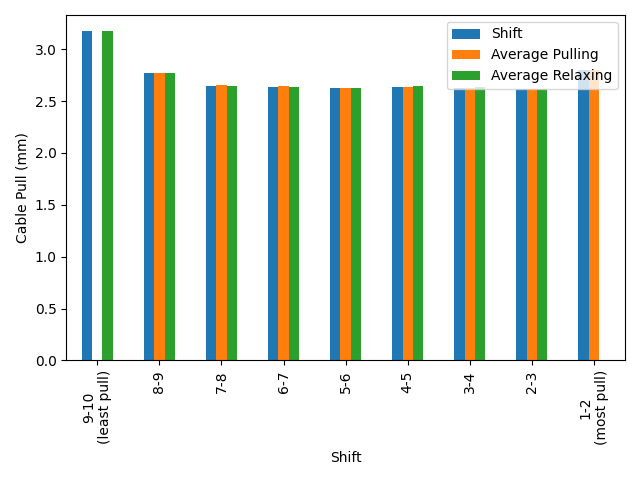 Shift
Average Pulling
Average Relaxing
Cable Pull (mm)
3.0
2.5
2.0
1.5
1.0
0.5
0.0
9-10
(least pull)
8-9
7-8
6-7
5-6
4-5
3-4
2-3
1-2
(most pull)
Shift